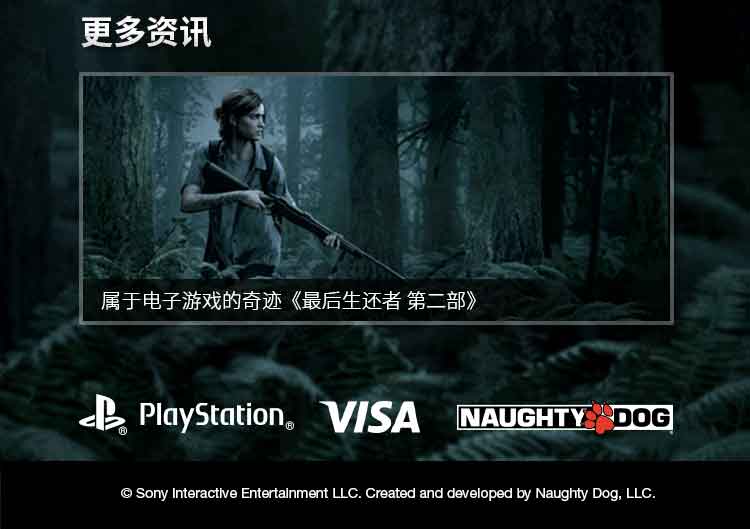 更多资讯
属于电子游戏的奇迹《最后生还者 第二部》
PlayStation® VISA NAUGHTY DOG
© Sony Interactive Entertainment LLC. Created and developed by Naughty Dog, LLC.